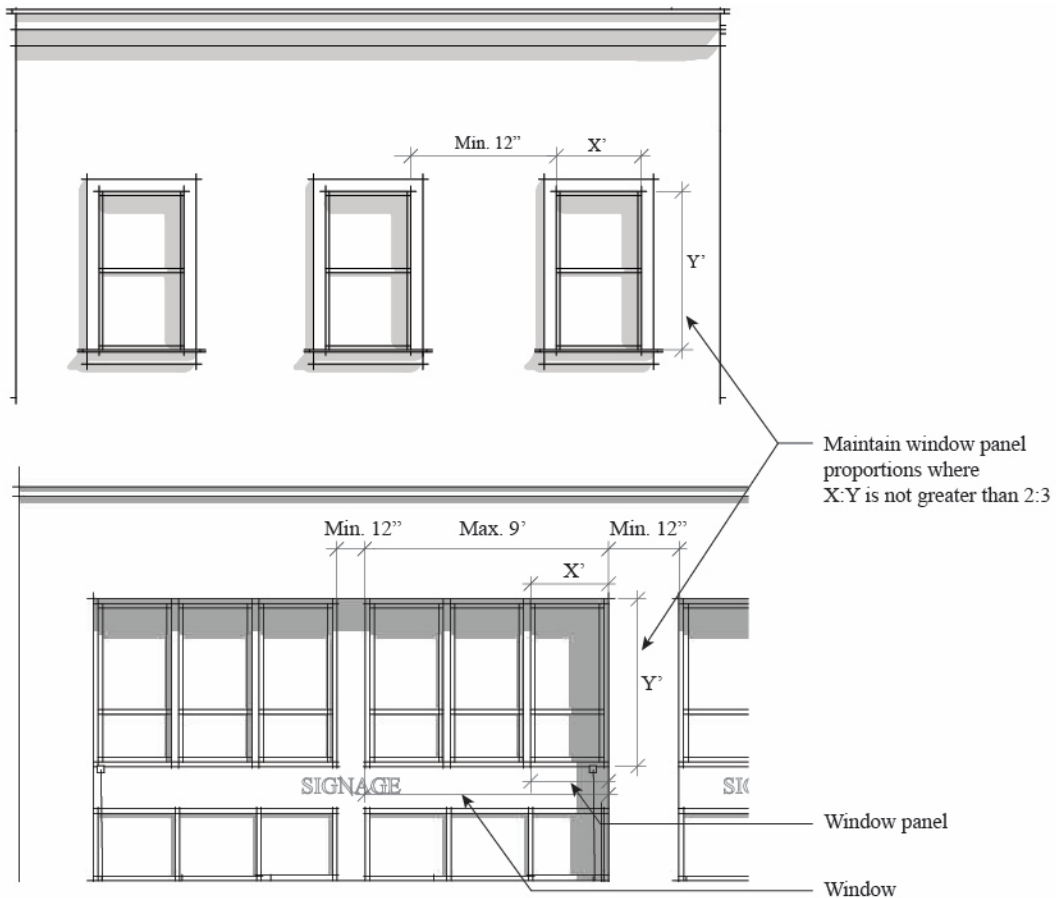 Min. 12”
X’
Y’
Maintain window panel
proportions where
X:Y is not greater than 2:3
Min. 12”
Max. 9’
Min. 12”
X’
Y’
SIGNAGE
SIG
Window panel
Window